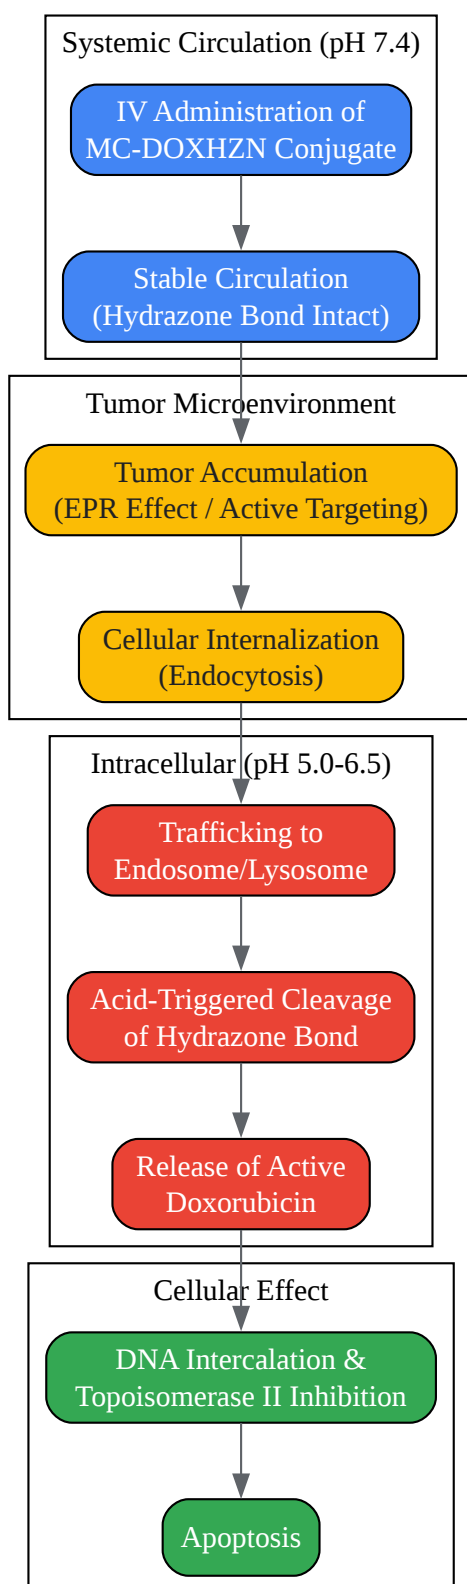 Systemic Circulation (pH 7.4)
IV Administration of
MC-DOXHZN Conjugate
Stable Circulation
(Hydrazone Bond Intact)
Tumor Microenvironment
Tumor Accumulation
(EPR Effect / Active Targeting)
Cellular Internalization
(Endocytosis)
Intracellular (pH 5.0-6.5)
Trafficking to
Endosome/Lysosome
Acid-Triggered Cleavage
of Hydrazone Bond
Release of Active
Doxorubicin
Cellular Effect
DNA Intercalation &
Topoisomerase II Inhibition
Apoptosis